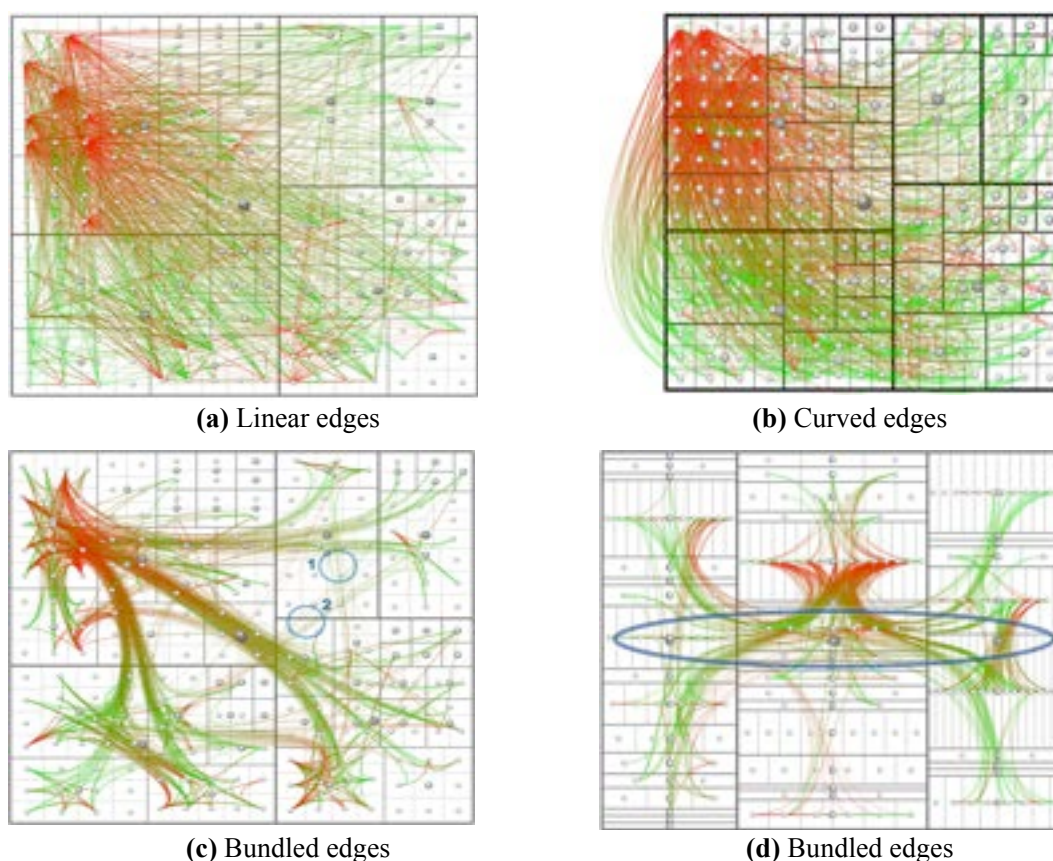 (a) Linear edges
(b) Curved edges
1
2
(c) Bundled edges
(d) Bundled edges